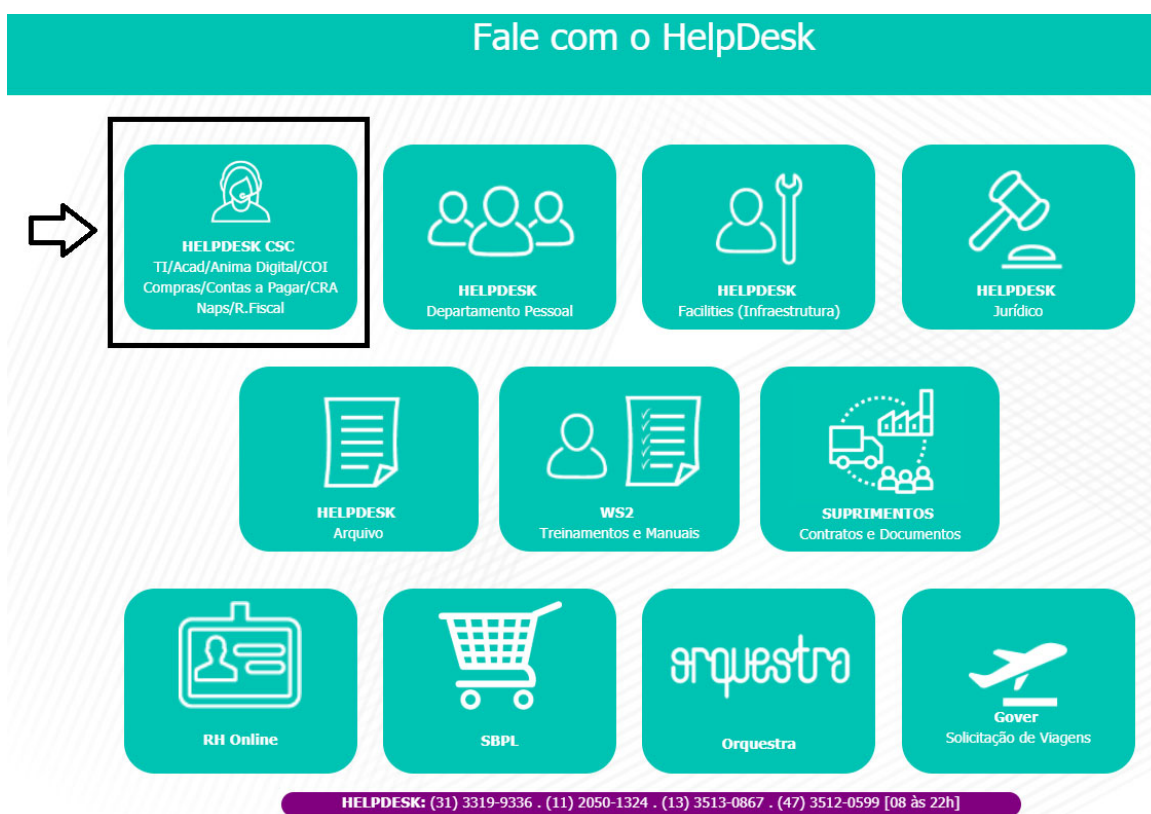 Fale com o HelpDesk
HELPDESK CSC
TI/Acad/Anima Digital/COI
Compras/Contas a Pagar/CRA
Naps/R.Fiscal
HELPDESK
Departamento Pessoal
HELPDESK
Facilities (Infraestrutura)
HELPDESK
Jurídico
HELPDESK
Arquivo
WS2
Treinamentos e Manuais
SUPRIMENTOS
Contratos e Documentos
RH Online
SBPL
orquestra
Orquestra
Gover
Solicitação de Viagens
HELPDESK: (31) 3319-9336 . (11) 2050-1324 . (13) 3513-0867 . (47) 3512-0599 [08 às 22h]